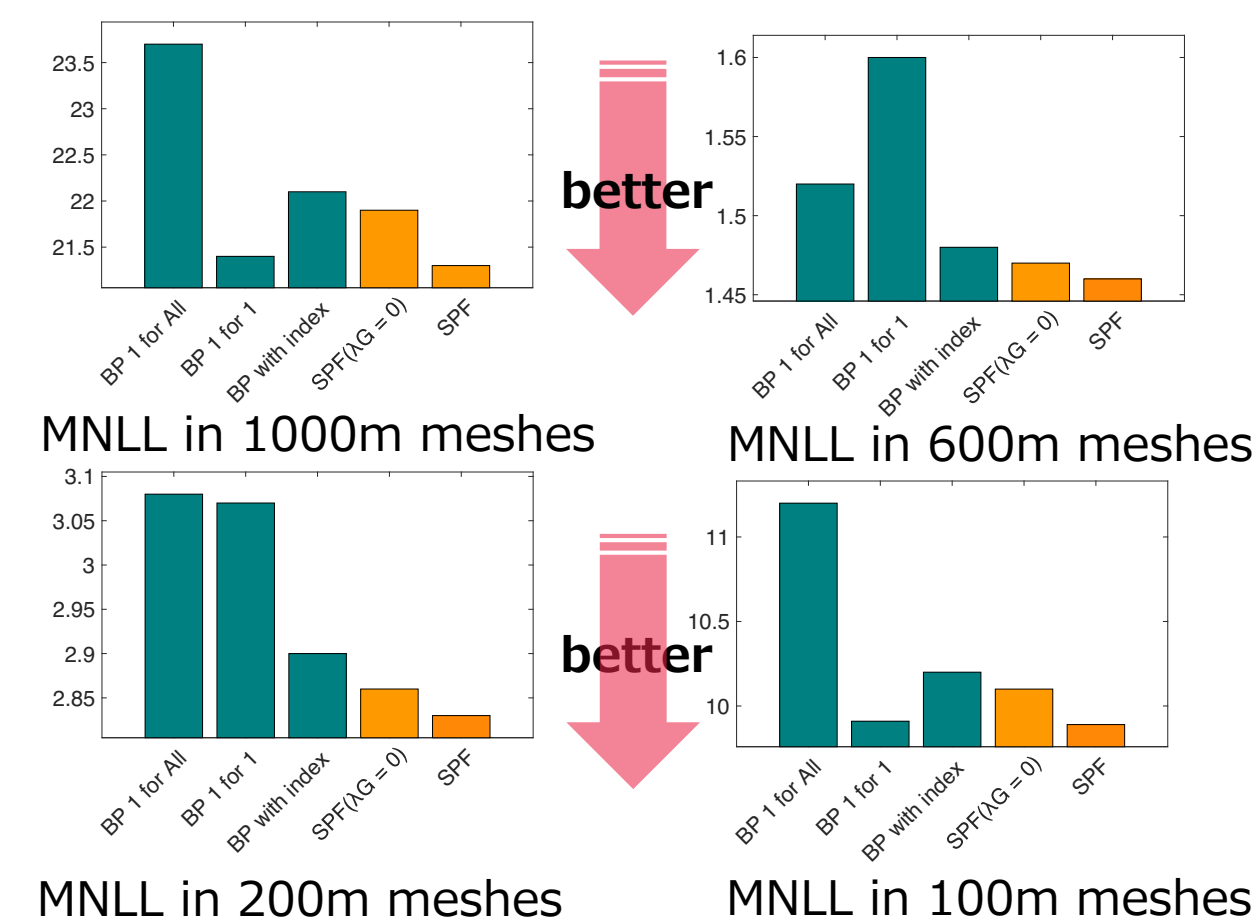 23.5
23
22.5
22
21.5
BP 1 for All
BP 1 for 1
BP with index
SPF(λG = 0)
SPF
MNLL in 1000m meshes
better
1.6
1.55
1.5
1.45
BP 1 for All
BP 1 for 1
BP with index
SPF(λG = 0)
SPF
MNLL in 600m meshes
3.1
3.05
3
2.95
2.9
2.85
BP 1 for All
BP 1 for 1
BP with index
SPF(λG = 0)
SPF
MNLL in 200m meshes
better
11
10.5
10
BP 1 for All
BP 1 for 1
BP with index
SPF(λG = 0)
SPF
MNLL in 100m meshes